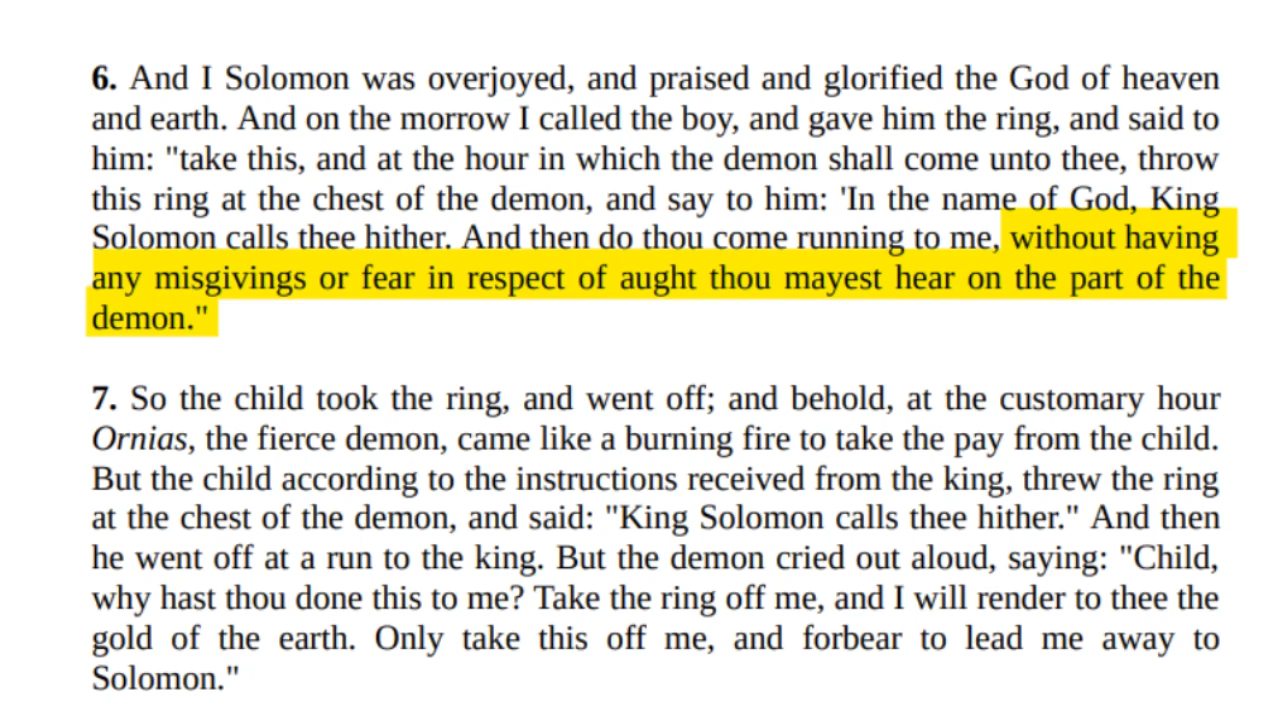 6. And I Solomon was overjoyed, and praised and glorified the God of heaven
and earth. And on the morrow I called the boy, and gave him the ring, and said to
him: "take this, and at the hour in which the demon shall come unto thee, throw
this ring at the chest of the demon, and say to him: 'In the name of God, King
Solomon calls thee hither. And then do thou come running to me, without having
any misgivings or fear in respect of aught thou mayest hear on the part of the
demon."
7. So the child took the ring, and went off; and behold, at the customary hour
Ornias, the fierce demon, came like a burning fire to take the pay from the child.
But the child according to the instructions received from the king, threw the ring
at the chest of the demon, and said: "King Solomon calls thee hither." And then
he went off at a run to the king. But the demon cried out aloud, saying: "Child,
why hast thou done this to me? Take the ring off me, and I will render to thee the
gold of the earth. Only take this off me, and forbear to lead me away to
Solomon."